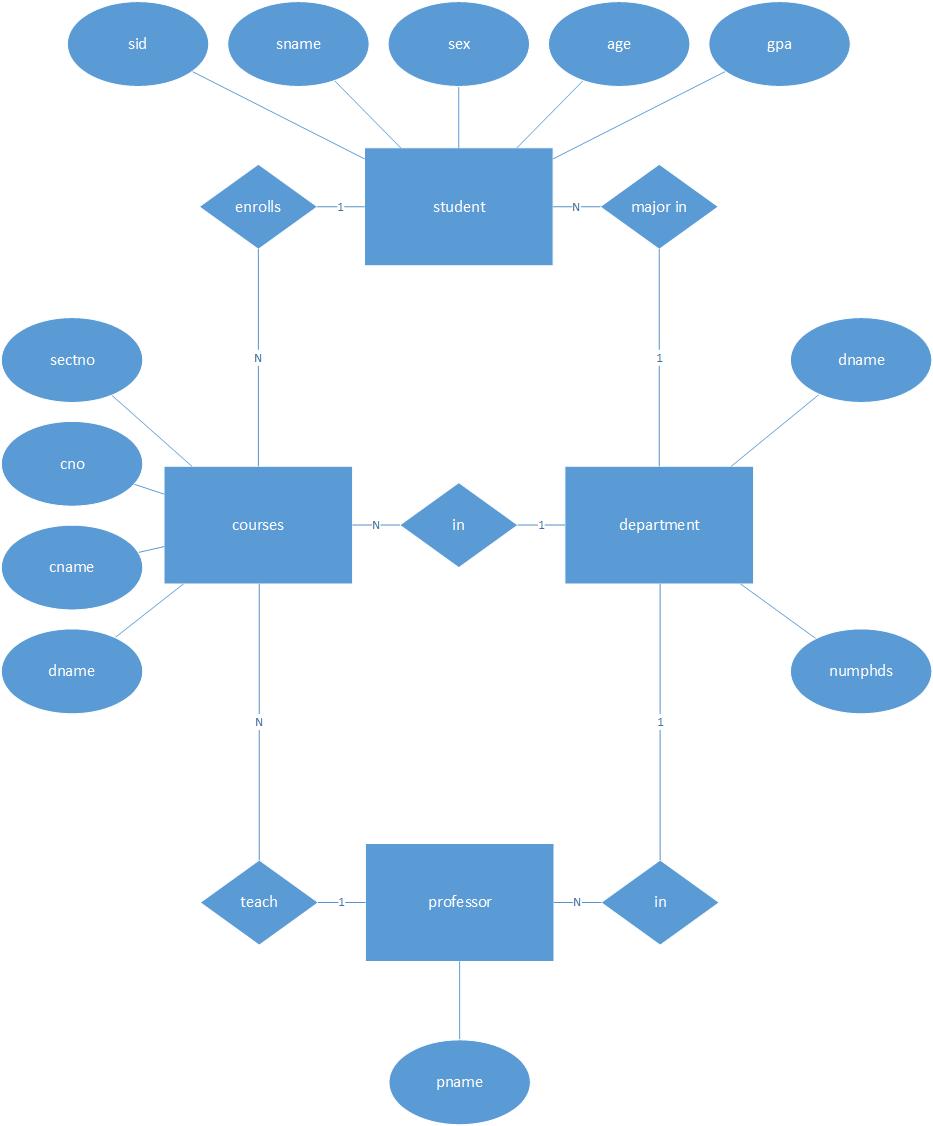 sid
sname
sex
age
gpa
enrolls
1
student
N
major in
N
1
sectno
dname
cno
courses
N
in
1
department
cname
dname
numphds
N
1
teach
1
professor
N
in
pname